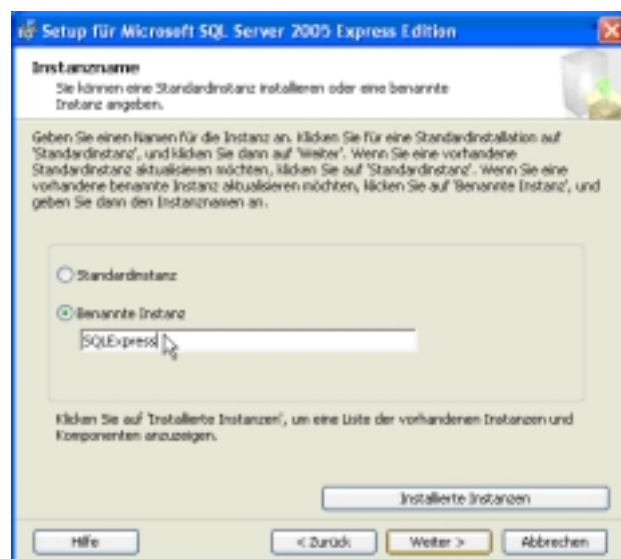 Setup für Microsoft SQL Server 2005 Express Edition
Instanzname
Sie können eine Standardinstanz installieren oder eine benannte
Instanz angeben.
Geben Sie einen Namen für die Instanz an. Klicken Sie für eine Standardinstallation auf
'Standardinstanz', und klicken Sie dann auf 'Weiter'. Wenn Sie eine vorhandene
Standardinstanz aktualisieren möchten, klicken Sie auf 'Standardinstanz'. Wenn Sie eine
vorhandene benannte Instanz aktualisieren möchten, klicken Sie auf 'Benannte Instanz', und
geben Sie dann den Instanznamen an.
Standardinstanz
Benannte Instanz
SQLExpress
Klicken Sie auf 'Installierte Instanzen', um eine Liste der vorhandenen Instanzen und
Komponenten anzuzeigen.
Installierte Instanzen
Hilfe
< Zurück
Weiter >
Abbrechen